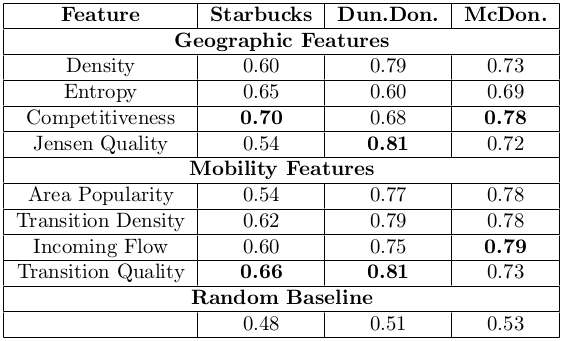 Feature Starbucks Dun.Don. McDon.
Geographic Features
Density 0.60 0.79 0.73
Entropy 0.65 0.60 0.69
Competitiveness 0.70 0.68 0.78
Jensen Quality 0.54 0.81 0.72
Mobility Features
Area Popularity 0.54 0.77 0.78
Transition Density 0.62 0.79 0.78
Incoming Flow 0.60 0.75 0.79
Transition Quality 0.66 0.81 0.73
Random Baseline
0.48 0.51 0.53